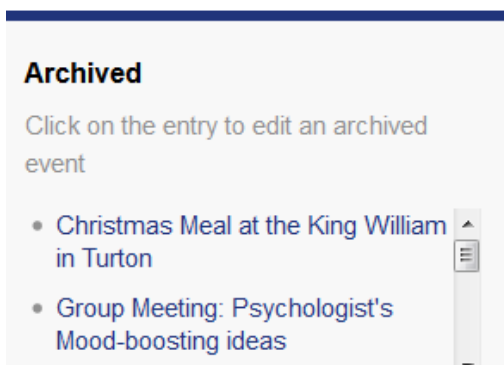 Archived
Click on the entry to edit an archived
event
Christmas Meal at the King William
in Turton
Group Meeting: Psychologist's
Mood-boosting ideas